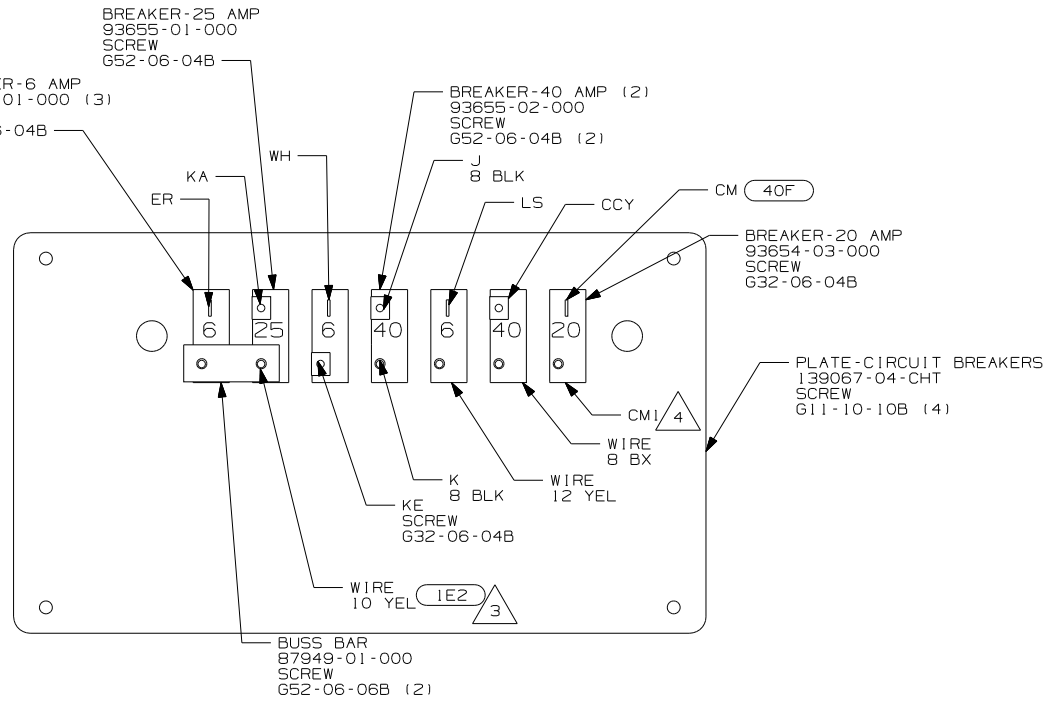 BREAKER-25 AMP
93655-01-000
SCREW
G52-06-04B
ER-6 AMP
01-000 (3)
-04B
BREAKER-40 AMP (2)
93655-02-000
SCREW
G52-06-04B (2)
WH
J
8 BLK
KA
ER
LS
CCY
CM 40F
BREAKER-20 AMP
93654-03-000
SCREW
G32-06-04B
6
25
6
40
6
40
20
PLATE-CIRCUIT BREAKERS
139067-04-CHT
SCREW
G11-10-10B (4)
CM1 4
WIRE
8 BX
WIRE
12 YEL
K
8 BLK
KE
SCREW
G32-06-04B
WIRE
10 YEL 1E2 3
BUSS BAR
87949-01-000
SCREW
G52-06-06B (2)